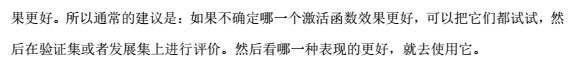 果更好。所以通常的建议是：如果不确定哪一个激活函数效果更好，可以把它们都试试，然
后在验证集或者发展集上进行评价。然后看哪一种表现的更好，就去使用它。